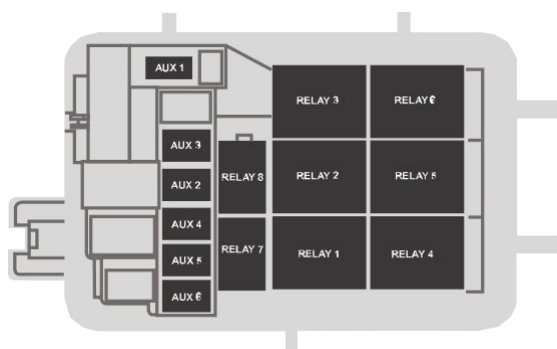 AUX 1
RELAY 3
RELAY 6
AUX 3
AUX 2
RELAY 8
RELAY 2
RELAY 5
AUX 4
AUX 5
RELAY 7
RELAY 1
RELAY 4
AUX 6